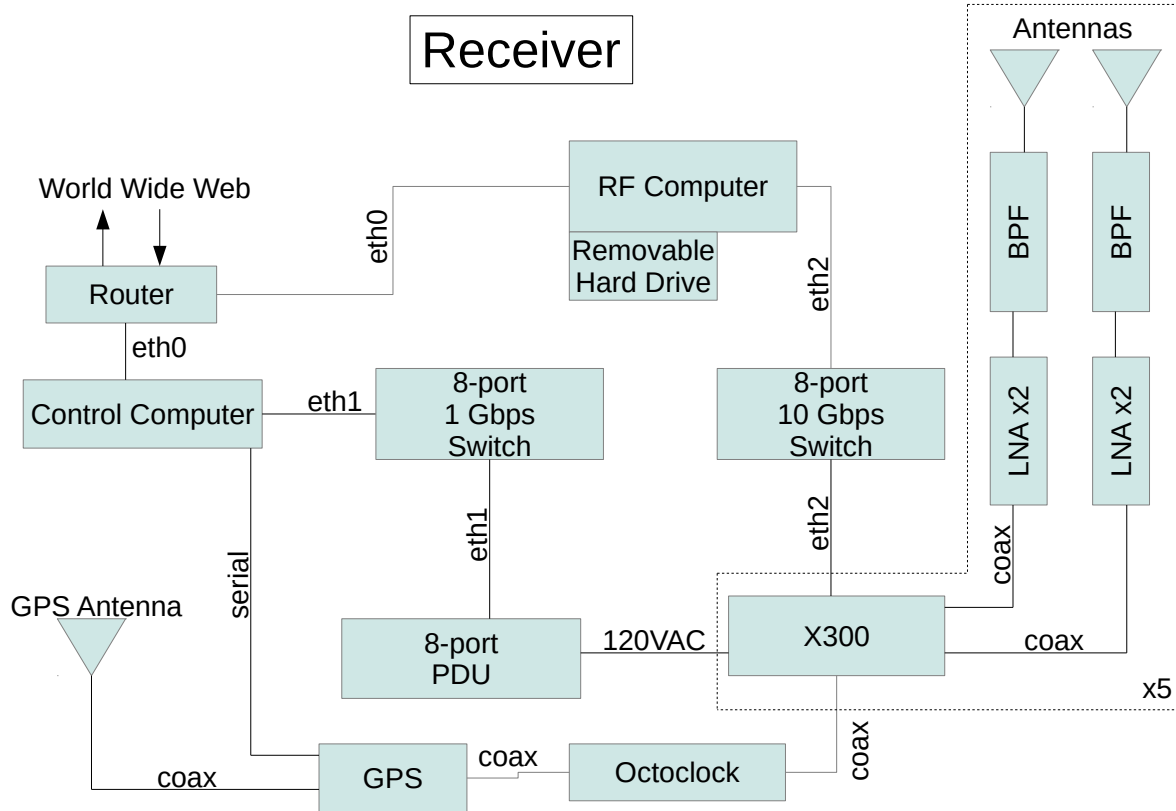 Receiver
Antennas
World Wide Web
RF Computer
Removable
Hard Drive
BPF
BPF
eth0
eth2
Router
eth0
Control Computer
eth1
8-port
1 Gbps
Switch
8-port
10 Gbps
Switch
LNA x2
LNA x2
eth1
eth2
coax
serial
GPS Antenna
8-port
PDU
120VAC
X300
coax
x5
coax
GPS
coax
Octoclock
coax